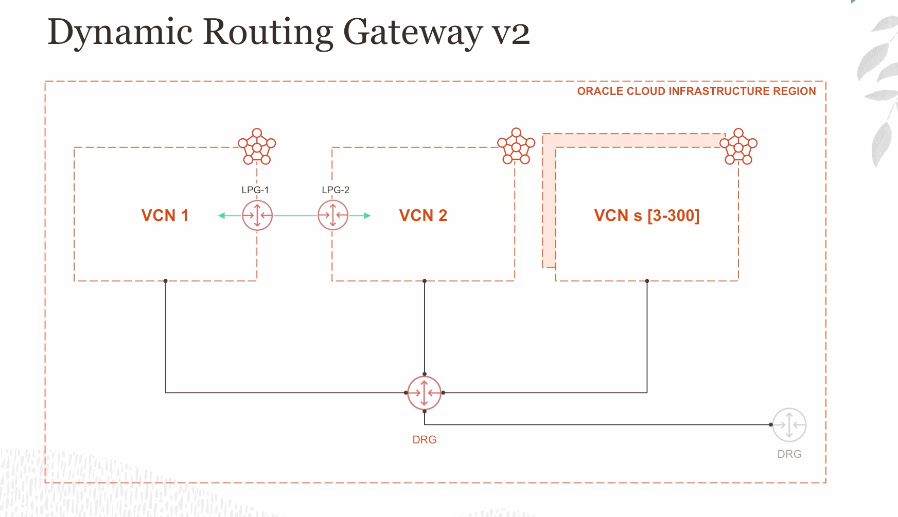 Dynamic Routing Gateway v2
ORACLE CLOUD INFRASTRUCTURE REGION
LPG-1
LPG-2
VCN 1
VCN 2
VCN s [3-300]
DRG
DRG